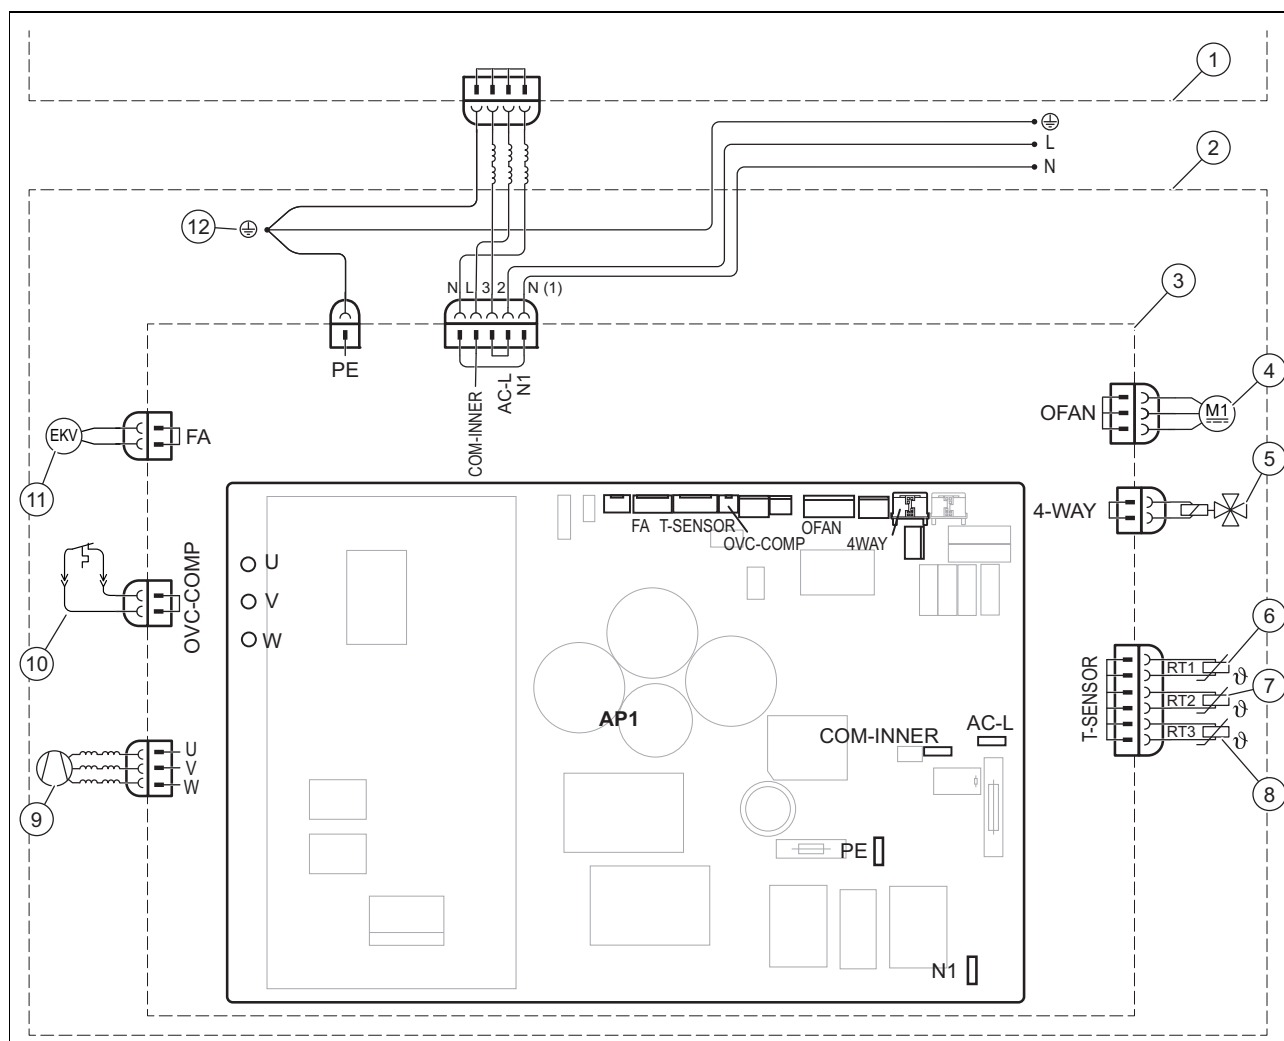 1
L
N
2
12
N L 3 2 N (1)
3
PE
COM-INNER
AC-L
N1
4
OFAN
M1
EKV
FA
11
5
4-WAY
FA T-SENSOR OFAN
OVC-COMP 4WAY
U
V
W
OVC-COMP
10
6
T-SENSOR
RT1 ϑ
7
RT2 ϑ
RT3 ϑ
8
AP1
COM-INNER
AC-L
U
V
W
9
PE
N1